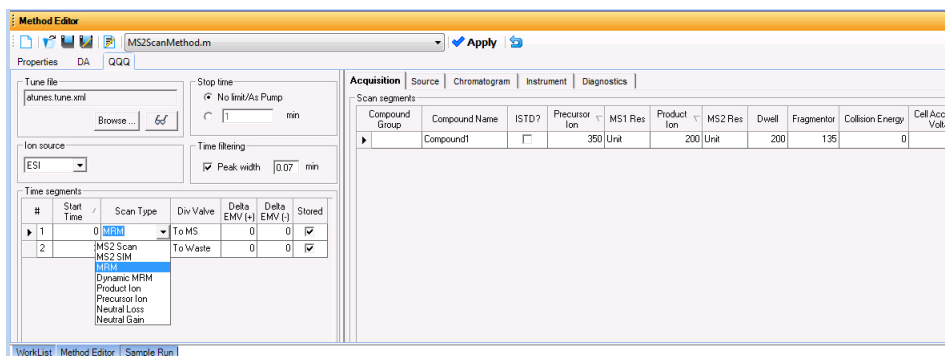 Method Editor
MS2ScanMethod.m
Apply
Properties DA QQQ
Tune file
atunes.tune.xml
Browse ...
Ion source
ESI
Stop time
No limit/As Pump
1 min
Time filtering
Peak width 0.07 min
Time segments
# Start Time Scan Type Div Valve Delta EMV (+) Delta EMV (-) Stored
1 0 MRM To MS 0 0
2 To Waste 0 0
MS2 Scan
MS2 SIM
MRM
Dynamic MRM
Product Ion
Precursor Ion
Neutral Loss
Neutral Gain
Acquisition Source Chromatogram Instrument Diagnostics
Scan segments
Compound Group Compound Name ISTD? Precursor Ion MS1 Res Product Ion MS2 Res Dwell Fragmentor Collision Energy Cell Acc
Compound1 350 Unit 200 Unit 200 135 0
WorkList Method Editor Sample Run